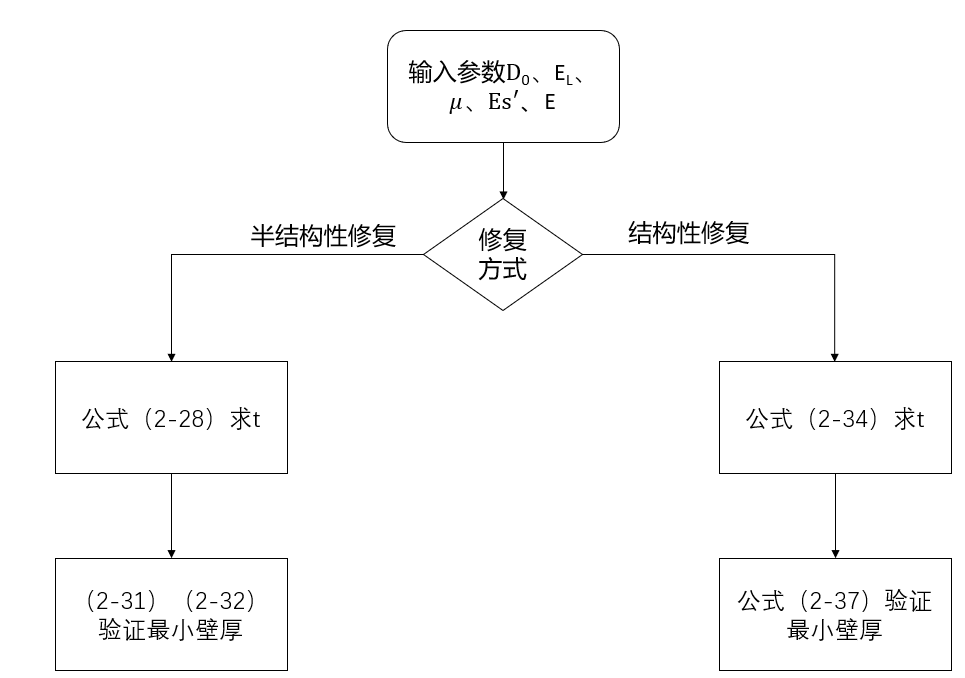 输入参数D₀、E_L、
μ、Es′、E
半结构性修复
修复
方式
结构性修复
公式（2-28）求t
公式（2-34）求t
（2-31）（2-32）
验证最小壁厚
公式（2-37）验证
最小壁厚